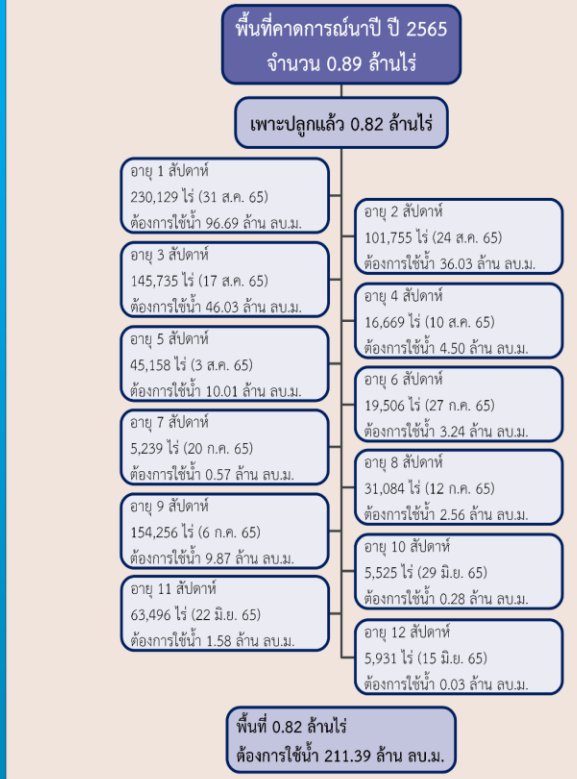 พื้นที่คาดการณ์นาปี ปี 2565
จำนวน 0.89 ล้านไร่
เพาะปลูกแล้ว 0.82 ล้านไร่
อายุ 1 สัปดาห์
230,129 ไร่ (31 ส.ค. 65)
ต้องการใช้น้ำ 96.69 ล้าน ลบ.ม.
อายุ 2 สัปดาห์
101,755 ไร่ (24 ส.ค. 65)
ต้องการใช้น้ำ 36.03 ล้าน ลบ.ม.
อายุ 3 สัปดาห์
145,735 ไร่ (17 ส.ค. 65)
ต้องการใช้น้ำ 46.03 ล้าน ลบ.ม.
อายุ 4 สัปดาห์
16,669 ไร่ (10 ส.ค. 65)
ต้องการใช้น้ำ 4.50 ล้าน ลบ.ม.
อายุ 5 สัปดาห์
45,158 ไร่ (3 ส.ค. 65)
ต้องการใช้น้ำ 10.01 ล้าน ลบ.ม.
อายุ 6 สัปดาห์
19,506 ไร่ (27 ก.ค. 65)
ต้องการใช้น้ำ 3.24 ล้าน ลบ.ม.
อายุ 7 สัปดาห์
5,239 ไร่ (20 ก.ค. 65)
ต้องการใช้น้ำ 0.57 ล้าน ลบ.ม.
อายุ 8 สัปดาห์
31,084 ไร่ (12 ก.ค. 65)
ต้องการใช้น้ำ 2.56 ล้าน ลบ.ม.
อายุ 9 สัปดาห์
154,256 ไร่ (6 ก.ค. 65)
ต้องการใช้น้ำ 9.87 ล้าน ลบ.ม.
อายุ 10 สัปดาห์
5,525 ไร่ (29 มิ.ย. 65)
ต้องการใช้น้ำ 0.28 ล้าน ลบ.ม.
อายุ 11 สัปดาห์
63,496 ไร่ (22 มิ.ย. 65)
ต้องการใช้น้ำ 1.58 ล้าน ลบ.ม.
อายุ 12 สัปดาห์
5,931 ไร่ (15 มิ.ย. 65)
ต้องการใช้น้ำ 0.03 ล้าน ลบ.ม.
พื้นที่ 0.82 ล้านไร่
ต้องการใช้น้ำ 211.39 ล้าน ลบ.ม.